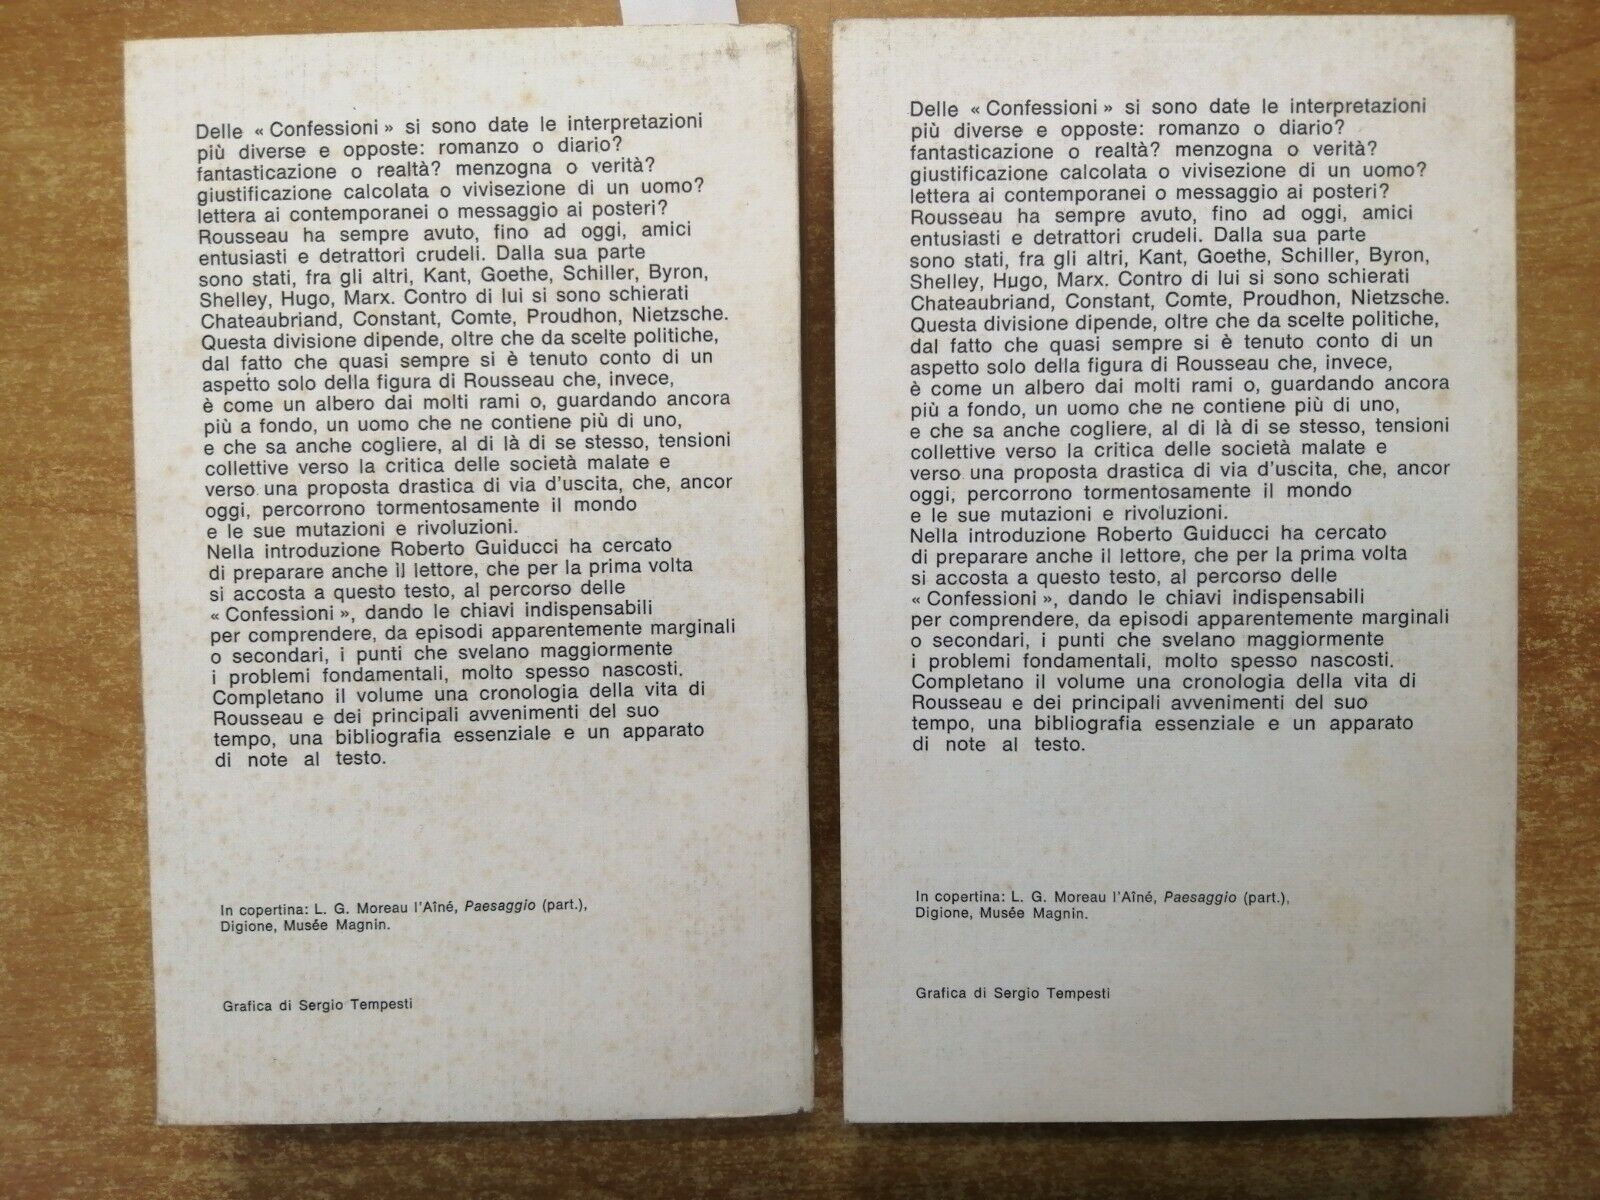 Delle « Confessioni » si sono date le interpretazioni
più diverse e opposte: romanzo o diario?
fantasticazione o realtà? menzogna o verità?
giustificazione calcolata o vivisezione di un uomo?
lettera ai contemporanei o messaggio ai posteri?
Rousseau ha sempre avuto, fino ad oggi, amici
entusiasti e detrattori crudeli. Dalla sua parte
sono stati, fra gli altri, Kant, Goethe, Schiller, Byron,
Shelley, Hugo, Marx. Contro di lui si sono schierati
Chateaubriand, Constant, Comte, Proudhon, Nietzsche.
Questa divisione dipende, oltre che da scelte politiche,
dal fatto che quasi sempre si è tenuto conto di un
aspetto solo della figura di Rousseau che, invece,
è come un albero dai molti rami o, guardando ancora
più a fondo, un uomo che ne contiene più di uno,
e che sa anche cogliere, al di là di se stesso, tensioni
collettive verso la critica delle società malate e
verso una proposta drastica di via d'uscita, che, ancor
oggi, percorrono tormentosamente il mondo
e le sue mutazioni e rivoluzioni.
Nella introduzione Roberto Guiducci ha cercato
di preparare anche il lettore, che per la prima volta
si accosta a questo testo, al percorso delle
« Confessioni », dando le chiavi indispensabili
per comprendere, da episodi apparentemente marginali
o secondari, i punti che svelano maggiormente
i problemi fondamentali, molto spesso nascosti.
Completano il volume una cronologia della vita di
Rousseau e dei principali avvenimenti del suo
tempo, una bibliografia essenziale e un apparato
di note al testo.
In copertina: L. G. Moreau l'Aîné, Paesaggio (part.),
Digione, Musée Magnin.
Grafica di Sergio Tempesti
Delle « Confessioni » si sono date le interpretazioni
più diverse e opposte: romanzo o diario?
fantasticazione o realtà? menzogna o verità?
giustificazione calcolata o vivisezione di un uomo?
lettera ai contemporanei o messaggio ai posteri?
Rousseau ha sempre avuto, fino ad oggi, amici
entusiasti e detrattori crudeli. Dalla sua parte
sono stati, fra gli altri, Kant, Goethe, Schiller, Byron,
Shelley, Hugo, Marx. Contro di lui si sono schierati
Chateaubriand, Constant, Comte, Proudhon, Nietzsche.
Questa divisione dipende, oltre che da scelte politiche,
dal fatto che quasi sempre si è tenuto conto di un
aspetto solo della figura di Rousseau che, invece,
è come un albero dai molti rami o, guardando ancora
più a fondo, un uomo che ne contiene più di uno,
e che sa anche cogliere, al di là di se stesso, tensioni
collettive verso la critica delle società malate e
verso una proposta drastica di via d'uscita, che, ancor
oggi, percorrono tormentosamente il mondo
e le sue mutazioni e rivoluzioni.
Nella introduzione Roberto Guiducci ha cercato
di preparare anche il lettore, che per la prima volta
si accosta a questo testo, al percorso delle
« Confessioni », dando le chiavi indispensabili
per comprendere, da episodi apparentemente marginali
o secondari, i punti che svelano maggiormente
i problemi fondamentali, molto spesso nascosti.
Completano il volume una cronologia della vita di
Rousseau e dei principali avvenimenti del suo
tempo, una bibliografia essenziale e un apparato
di note al testo.
In copertina: L. G. Moreau l'Aîné, Paesaggio (part.),
Digione, Musée Magnin.
Grafica di Sergio Tempesti